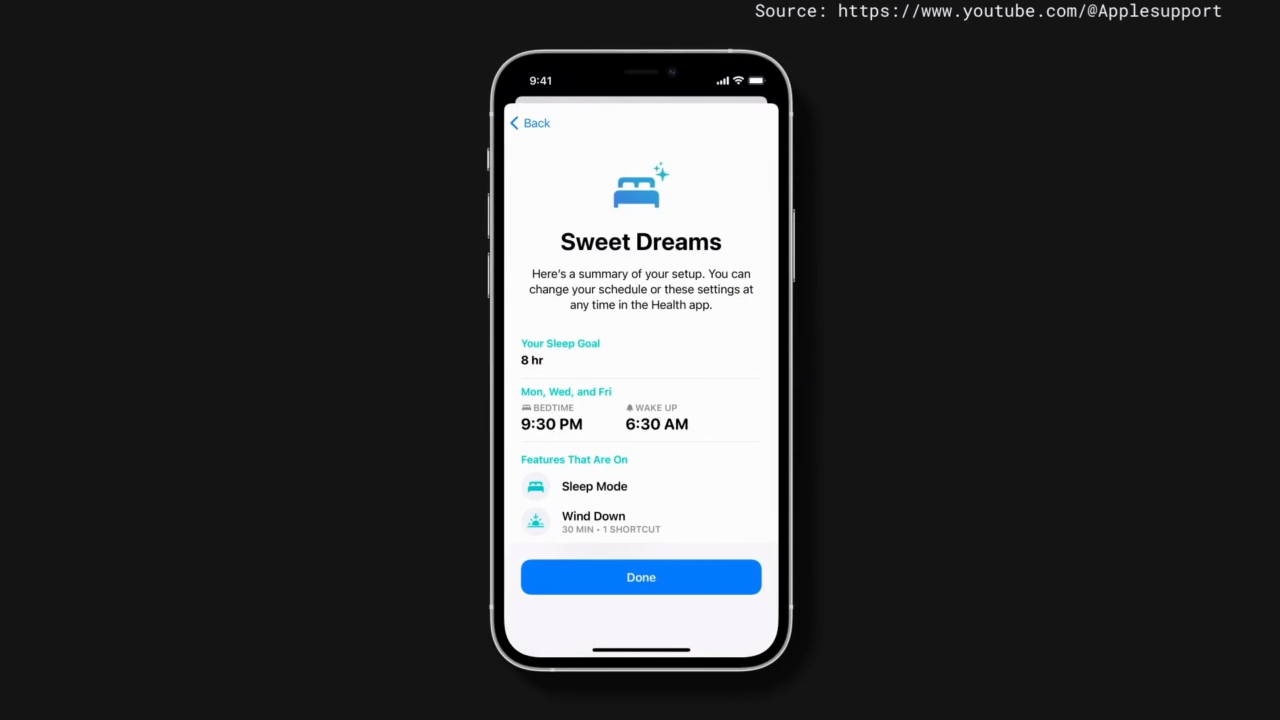 Source: https://www.youtube.com/@Applesupport
9:41
Back
Sweet Dreams
Here's a summary of your setup. You can
change your schedule or these settings at
any time in the Health app.
Your Sleep Goal
8 hr
Mon, Wed, and Fri
BEDTIME WAKE UP
9:30 PM 6:30 AM
Features That Are On
Sleep Mode
Wind Down
30 MIN • 1 SHORTCUT
Done